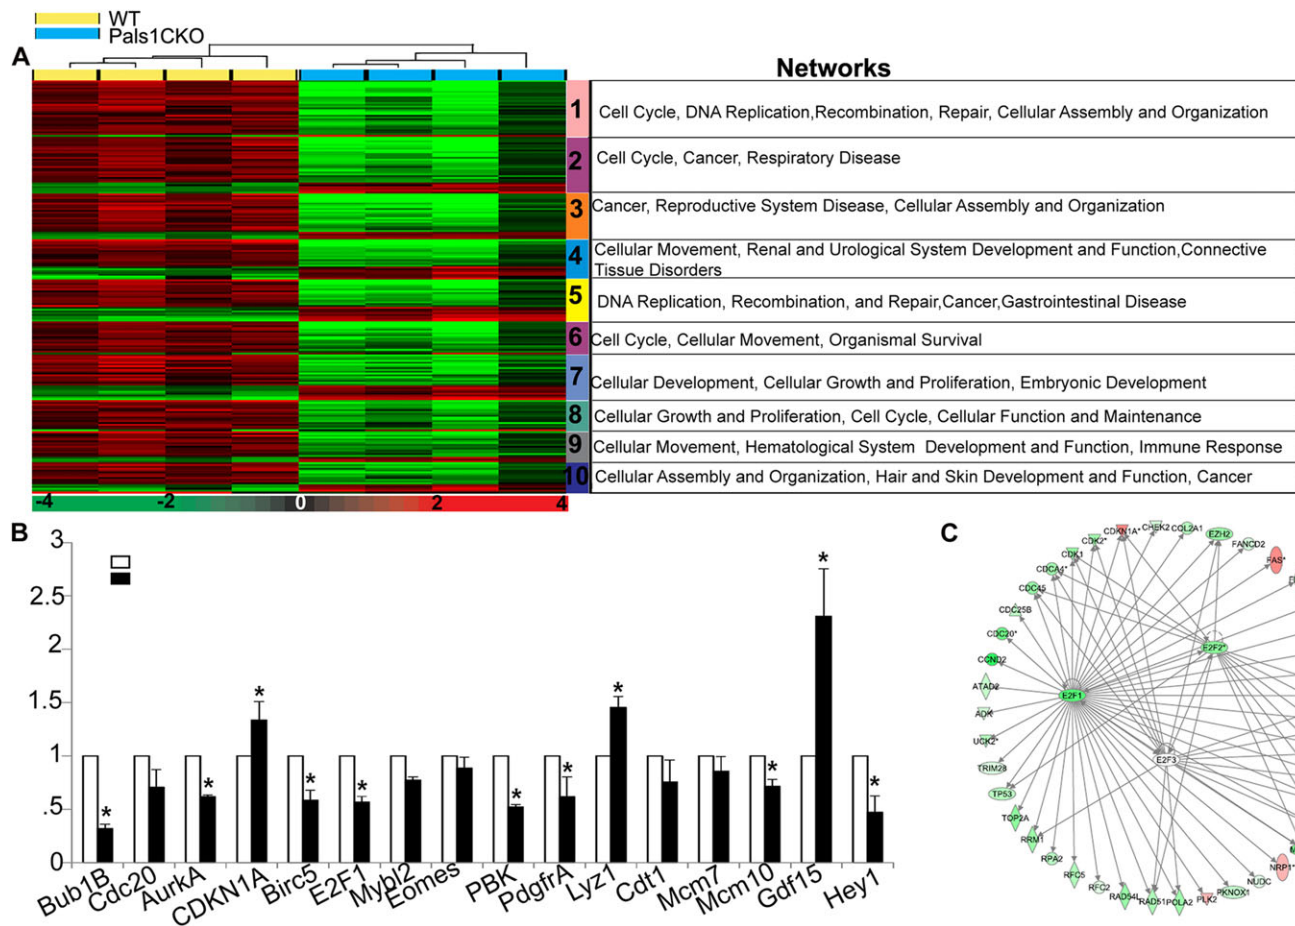 WT
Pals1CKO
A
Networks
1 Cell Cycle, DNA Replication,Recombination, Repair, Cellular Assembly and Organization
2 Cell Cycle, Cancer, Respiratory Disease
3 Cancer, Reproductive System Disease, Cellular Assembly and Organization
4 Cellular Movement, Renal and Urological System Development and Function,Connective
Tissue Disorders
5 DNA Replication, Recombination, and Repair,Cancer,Gastrointestinal Disease
6 Cell Cycle, Cellular Movement, Organismal Survival
7 Cellular Development, Cellular Growth and Proliferation, Embryonic Development
8 Cellular Growth and Proliferation, Cell Cycle, Cellular Function and Maintenance
9 Cellular Movement, Hematological System Development and Function, Immune Response
10 Cellular Assembly and Organization, Hair and Skin Development and Function, Cancer
-4 -2 0 2 4
B
3
2.5
2
1.5
1
.5
0
* * * * * * * * * * *
Bub1B Cdc20 AurkA CDKN1A Birc5 E2F1 Mybl2 Eomes PBK PdgfrA Lyz1 Cdt1 Mcm7 Mcm10 Gdf15 Hey1
C
CDKN1A*
CHEK2
COL2A1
EZH2
FANCD2
FAS*
CDK2*
CDK1
CDCA4*
CDC45
CDC25B
CDC20*
CCND2
ATAD2
ADK
UCK2*
TRIM28
TP53
TOP2A
RRM1
RPA2
RFC5
RFC2
RAD54L
RAD51
POLA2
PLK2
PKNOX1
NUDC
NRP1*
E2F2*
E2F1
E2F3